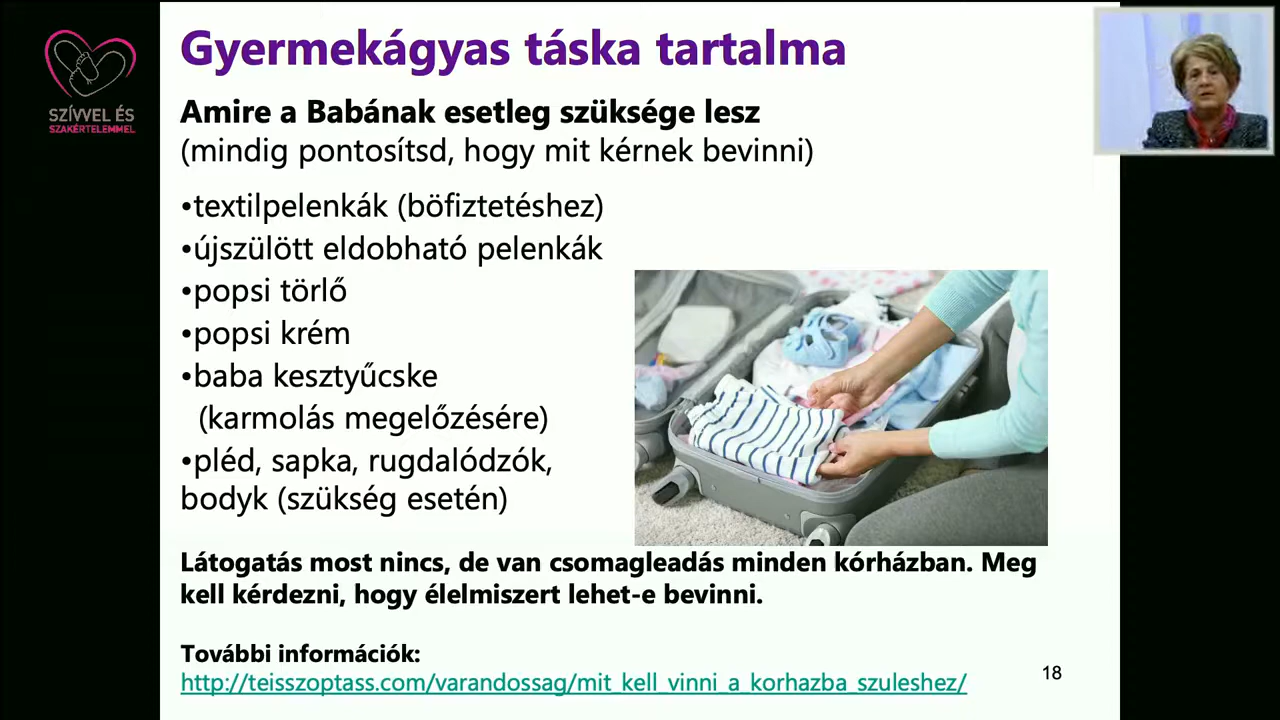 SZÍVVEL ÉS
SZAKÉRTELEMMEL
Gyermekágyas táska tartalma
Amire a Babának esetleg szüksége lesz
(mindig pontosítsd, hogy mit kérnek bevinni)
•textilpelenkák (böfiztetéshez)
•újszülött eldobható pelenkák
•popsi törlő
•popsi krém
•baba kesztyűcske
(karmolás megelőzésére)
•pléd, sapka, rugdalódzók,
bodyk (szükség esetén)
Látogatás most nincs, de van csomagleadás minden kórházban. Meg
kell kérdezni, hogy élelmiszert lehet-e bevinni.
További információk:
http://teisszoptass.com/varandossag/mit_kell_vinni_a_korhazba_szuleshez/
18